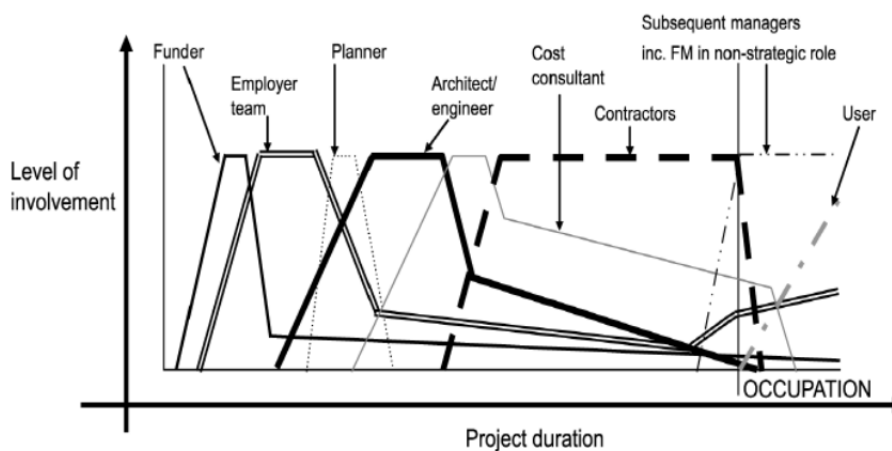 Subsequent managers
inc. FM in non-strategic role
Funder
Planner
Cost
consultant
Employer
team
Architect/
engineer
Contractors
User
Level of
involvement
OCCUPATION
Project duration